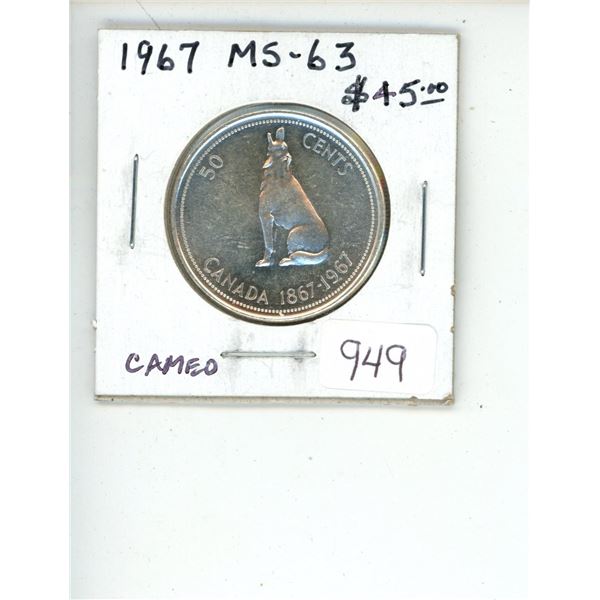 1967 MS-63
$45.00
50 CENTS
CANADA 1867-1967
CAMEO
949